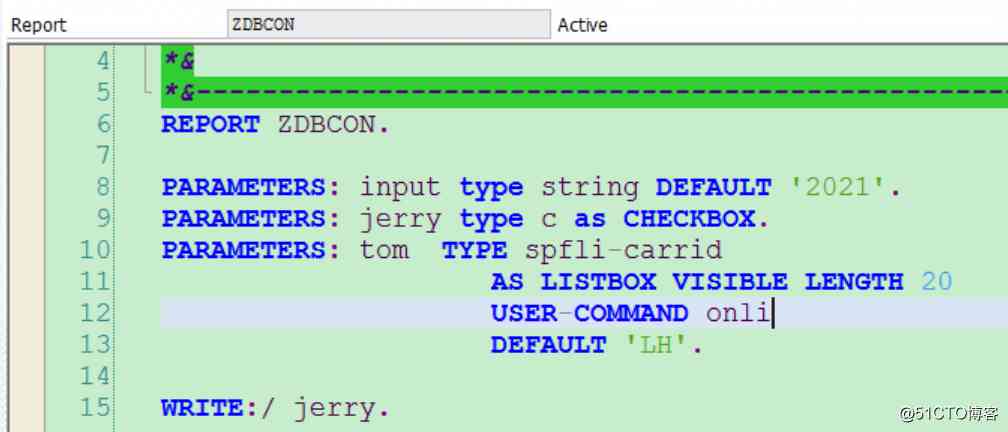 Report ZDBCON Active
4 *&
5 *&---------------------------------------------------
6 REPORT ZDBCON.
7
8 PARAMETERS: input type string DEFAULT '2021'.
9 PARAMETERS: jerry type c as CHECKBOX.
10 PARAMETERS: tom  TYPE spfli-carrid
11 AS LISTBOX VISIBLE LENGTH 20
12 USER-COMMAND onli
13 DEFAULT 'LH'.
14
15 WRITE:/ jerry.
@51CTO博客